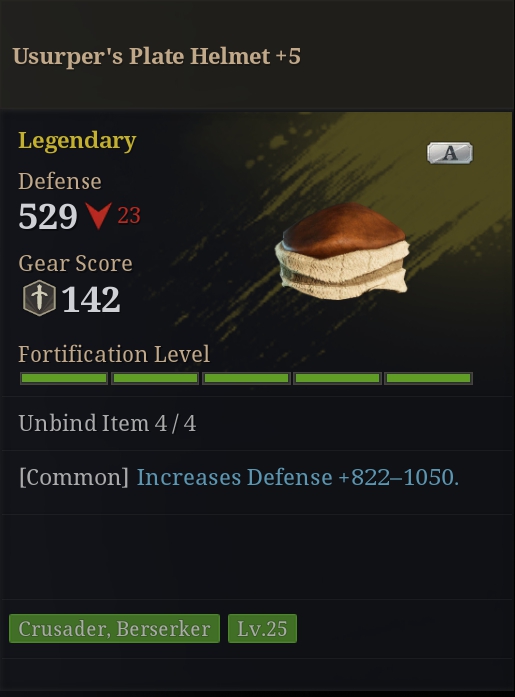 Usurper's Plate Helmet +5
Legendary
A
Defense
529 23
Gear Score
142
Fortification Level
Unbind Item 4 / 4
[Common] Increases Defense +822–1050.
Crusader, Berserker Lv.25